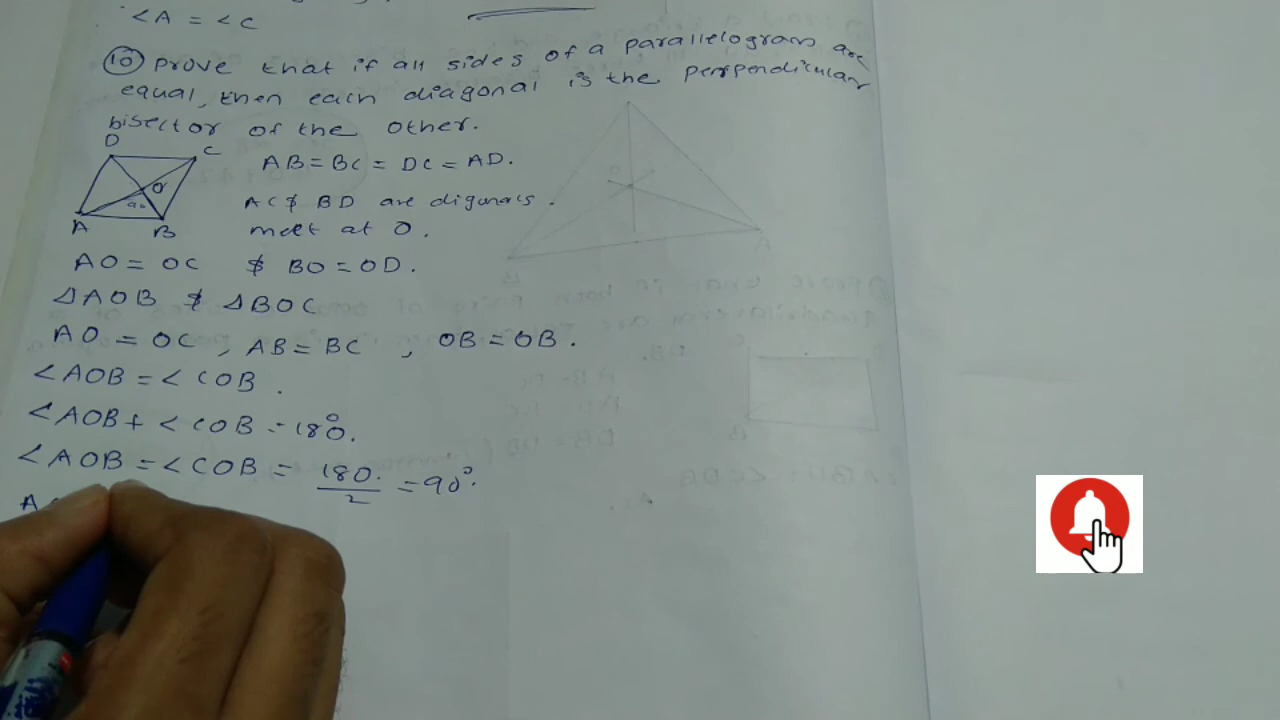 ∠A = ∠C
10 Prove that if all sides of a parallelogram are
equal, then each diagonal is the perpendicular
bisector of the other.
D C
O
90
A B
AB = BC = DC = AD.
AC & BD are digonals.
meet at O.
AO = OC & BO = OD.
△AOB & △BOC
AO = OC, AB = BC, OB = OB.
∠AOB = ∠COB.
∠AOB + ∠COB = 180°.
∠AOB = ∠COB = 180/2 = 90°.
A